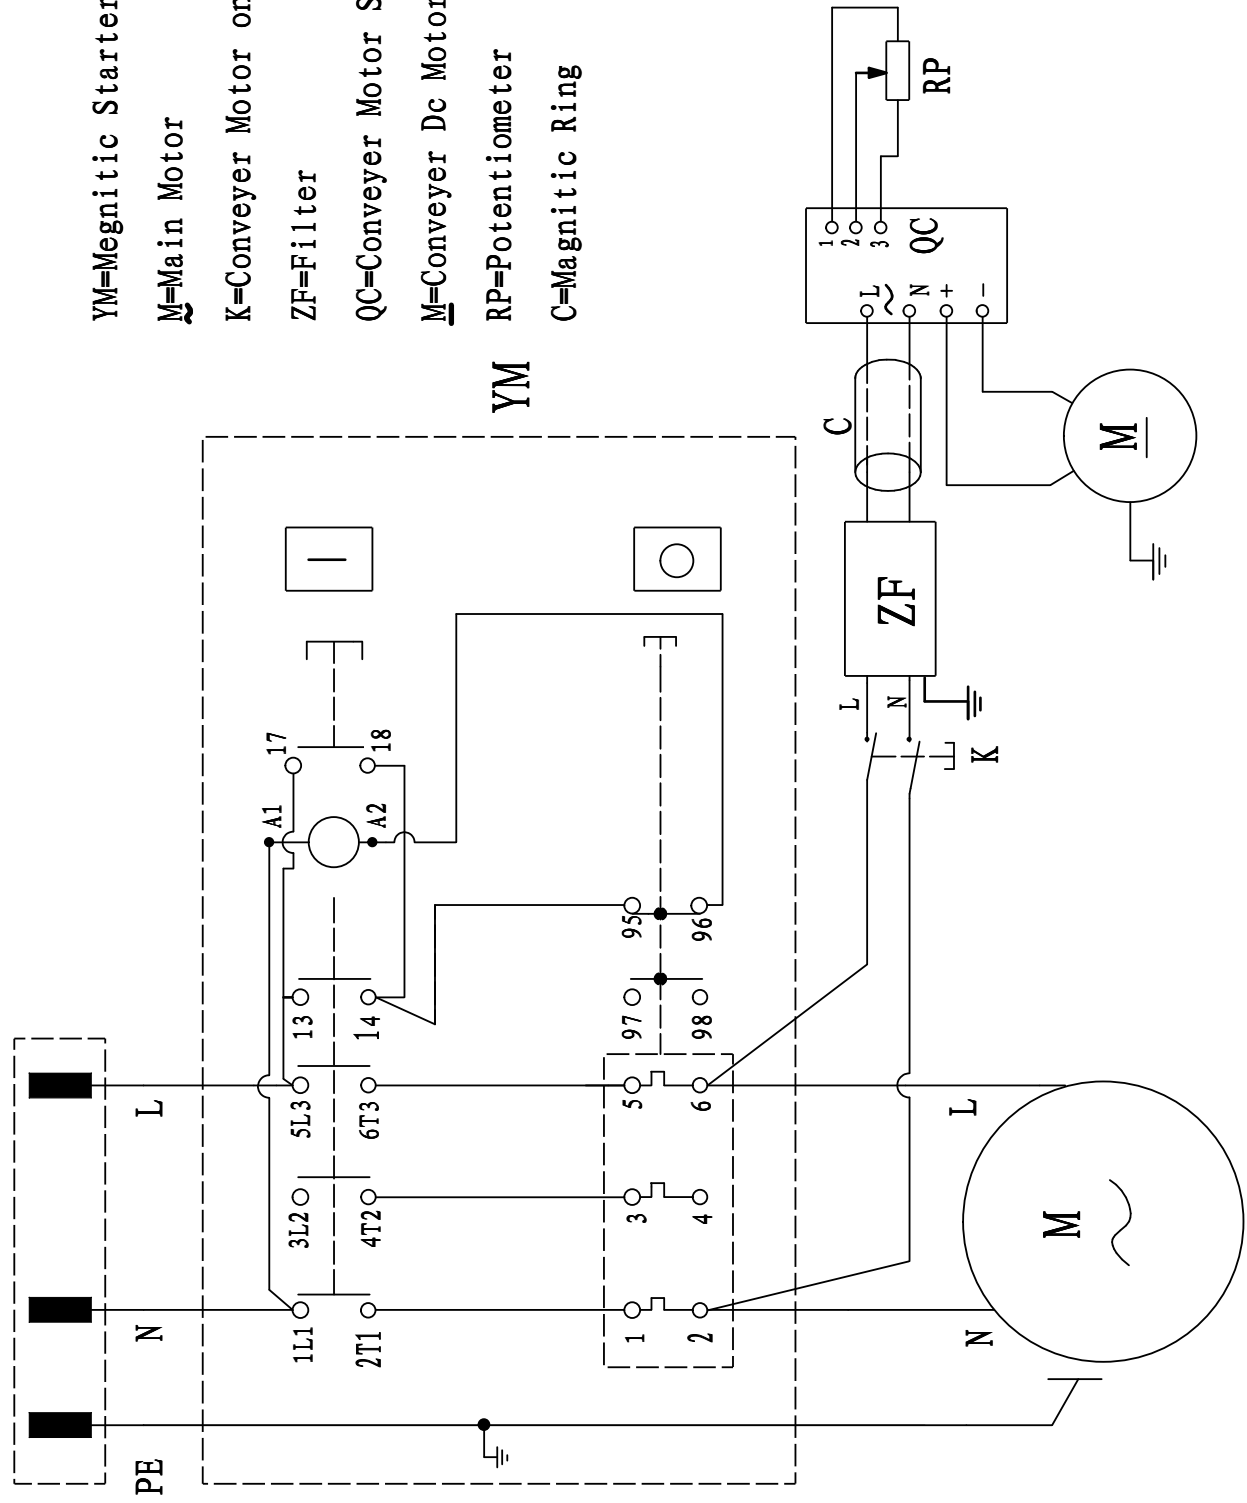 YM=Megnitic Starter
M=Main Motor
K=Conveyer Motor on
ZF=Filter
QC=Conveyer Motor S
M=Conveyer Dc Motor
RP=Potentiometer
C=Magnitic Ring
YM
PE
N
L
1L1
3L2
5L3
13
A1
17
2T1
4T2
6T3
14
A2
18
1
3
5
97
95
2
4
6
98
96
N
L
M
L
N
K
ZF
C
L
N
+
-
1
2
3
QC
RP
M